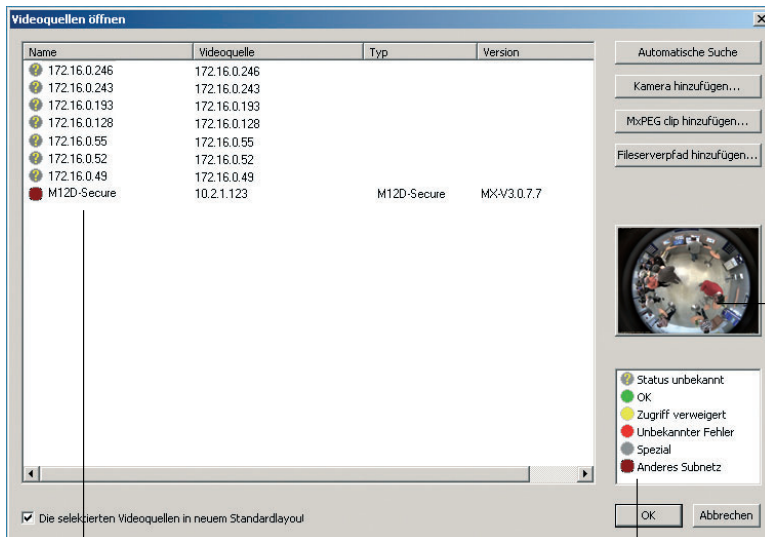 Videoquellen öffnen
Name Videoquelle Typ Version
172.16.0.246 172.16.0.246
172.16.0.243 172.16.0.243
172.16.0.193 172.16.0.193
172.16.0.128 172.16.0.128
172.16.0.55 172.16.0.55
172.16.0.52 172.16.0.52
172.16.0.49 172.16.0.49
M12D-Secure 10.2.1.123 M12D-Secure MX-V3.0.7.7
Automatische Suche
Kamera hinzufügen...
MxPEG clip hinzufügen...
Fileserverpfad hinzufügen...
Status unbekannt
OK
Zugriff verweigert
Unbekannter Fehler
Spezial
Anderes Subnetz
Die selektierten Videoquellen in neuem Standardlayou
OK Abbrechen